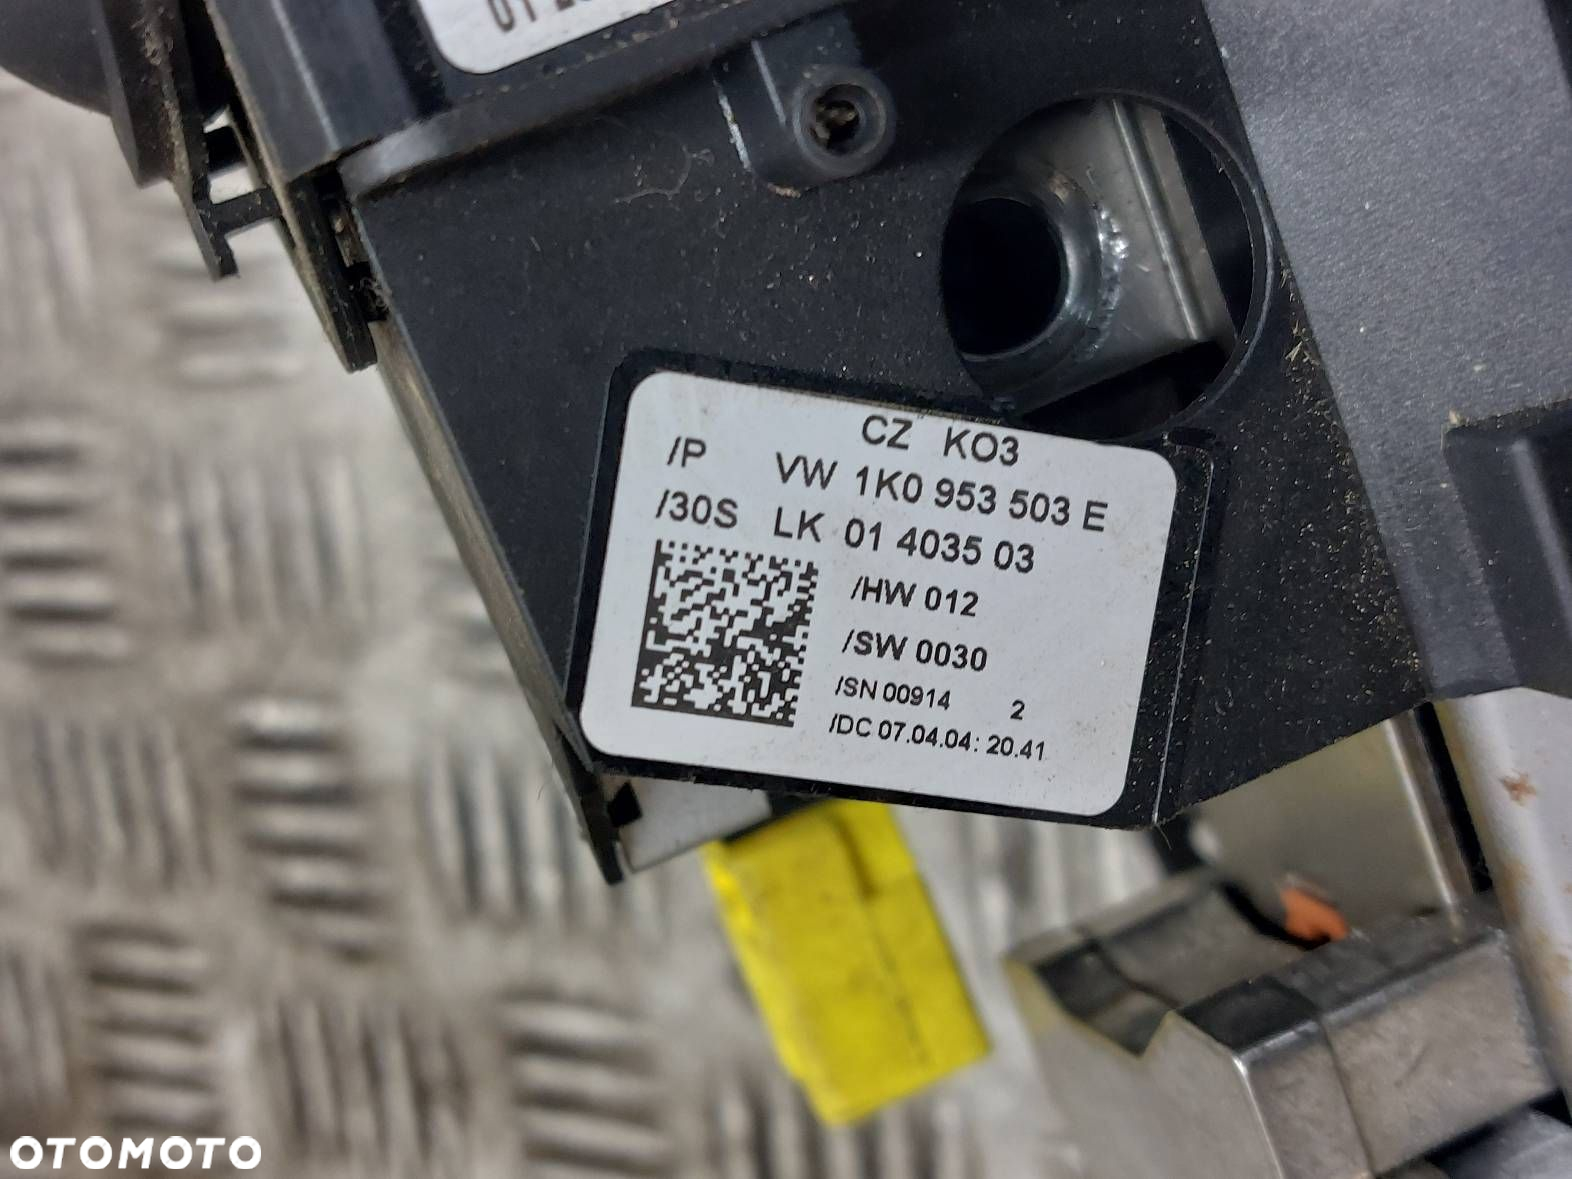 CZ KO3
/P VW 1K0 953 503 E
/30S LK 01 4035 03
/HW 012
/SW 0030
/SN 00914 2
/DC 07.04.04: 20.41
OTOMOTO